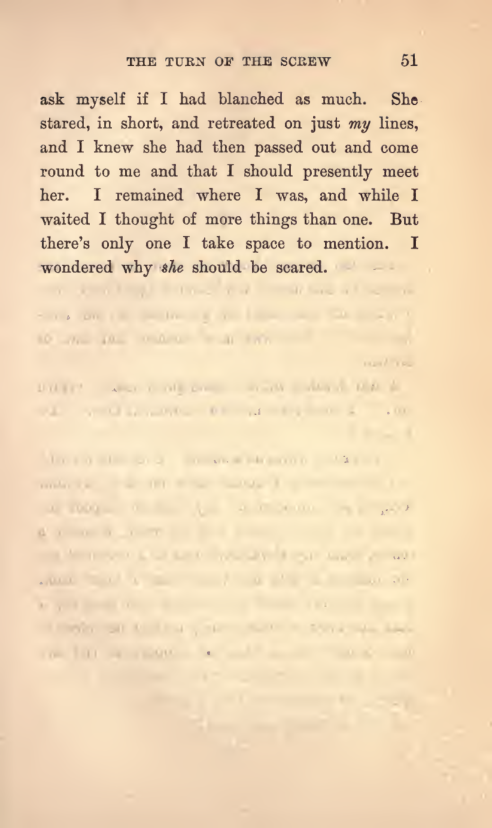 THE TURN OF THE SCREW 51
ask myself if I had blanched as much. She
stared, in short, and retreated on just my lines,
and I knew she had then passed out and come
round to me and that I should presently meet
her. I remained where I was, and while I
waited I thought of more things than one. But
there's only one I take space to mention. I
wondered why she should be scared.